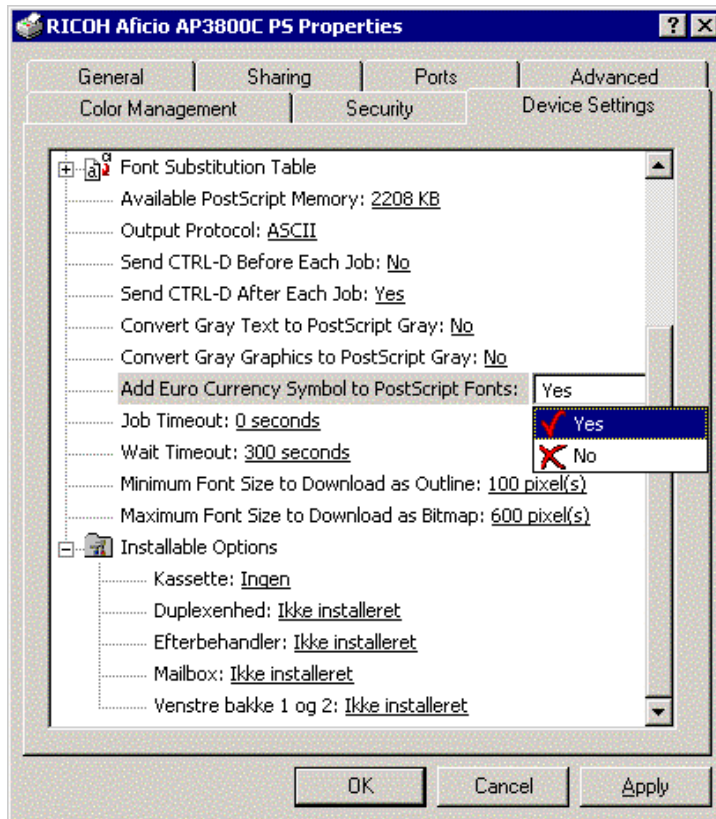 RICOH Aficio AP3800C PS Properties
General Sharing Ports Advanced
Color Management Security Device Settings
Font Substitution Table
Available PostScript Memory: 2208 KB
Output Protocol: ASCII
Send CTRL-D Before Each Job: No
Send CTRL-D After Each Job: Yes
Convert Gray Text to PostScript Gray: No
Convert Gray Graphics to PostScript Gray: No
Add Euro Currency Symbol to PostScript Fonts: Yes
Yes
No
Job Timeout: 0 seconds
Wait Timeout: 300 seconds
Minimum Font Size to Download as Outline: 100 pixel(s)
Maximum Font Size to Download as Bitmap: 600 pixel(s)
Installable Options
Kassette: Ingen
Duplexenhed: Ikke installeret
Efterbehandler: Ikke installeret
Mailbox: Ikke installeret
Venstre bakke 1 og 2: Ikke installeret
OK Cancel Apply